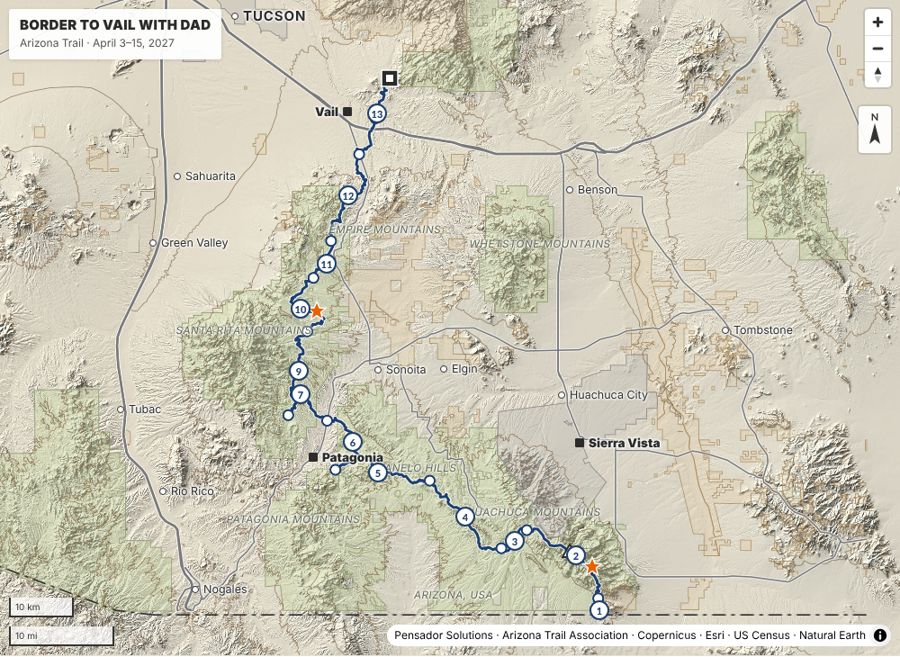 TUCSON
BORDER TO VAIL WITH DAD
Arizona Trail · April 3–15, 2027
+
−
N
Vail
13
Sahuarita
Benson
12
EMPIRE MOUNTAINS
WHETSTONE MOUNTAINS
Green Valley
11
10
SANTA RITA MOUNTAINS
Tombstone
9
Sonoita
Elgin
7
Huachuca City
Tubac
6
Sierra Vista
Patagonia
5
ANELO HILLS
Rio Rico
4
UACHUCA MOUNTAINS
PATAGONIA MOUNTAINS
3
2
Nogales
ARIZONA, USA
1
10 km
10 mi
Pensador Solutions · Arizona Trail Association · Copernicus · Esri · US Census · Natural Earth
i